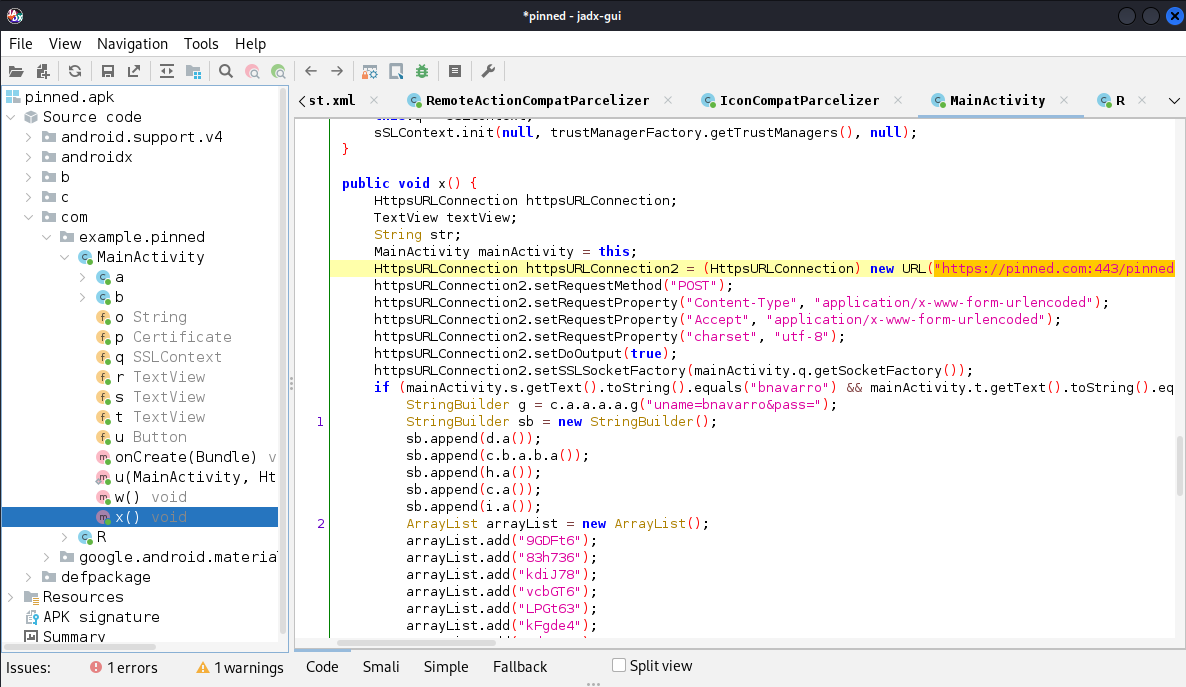 *pinned - jadx-gui
File View Navigation Tools Help
pinned.apk
Source code
android.support.v4
androidx
b
c
com
example.pinned
MainActivity
a
b
o String
p Certificate
q SSLContext
r TextView
s TextView
t TextView
u Button
onCreate(Bundle) v
u(MainActivity, Ht
w() void
x() void
R
google.android.materia
defpackage
Resources
APK signature
Summary
st.xml RemoteActionCompatParcelizer IconCompatParcelizer MainActivity R
sSLContext.init(null, trustManagerFactory.getTrustManagers(), null);
}
public void x() {
HttpsURLConnection httpsURLConnection;
TextView textView;
String str;
MainActivity mainActivity = this;
HttpsURLConnection httpsURLConnection2 = (HttpsURLConnection) new URL("https://pinned.com:443/pinned
httpsURLConnection2.setRequestMethod("POST");
httpsURLConnection2.setRequestProperty("Content-Type", "application/x-www-form-urlencoded");
httpsURLConnection2.setRequestProperty("Accept", "application/x-www-form-urlencoded");
httpsURLConnection2.setRequestProperty("charset", "utf-8");
httpsURLConnection2.setDoOutput(true);
httpsURLConnection2.setSSLSocketFactory(mainActivity.q.getSocketFactory());
if (mainActivity.s.getText().toString().equals("bnavarro") && mainActivity.t.getText().toString().eq
StringBuilder g = c.a.a.a.a.g("uname=bnavarro&pass=");
1 StringBuilder sb = new StringBuilder();
sb.append(d.a());
sb.append(c.b.a.b.a());
sb.append(h.a());
sb.append(c.a());
sb.append(i.a());
2 ArrayList arrayList = new ArrayList();
arrayList.add("9GDFt6");
arrayList.add("83h736");
arrayList.add("kdiJ78");
arrayList.add("vcbGT6");
arrayList.add("LPGt63");
arrayList.add("kFgde4");
Issues: 1 errors 1 warnings Code Smali Simple Fallback Split view